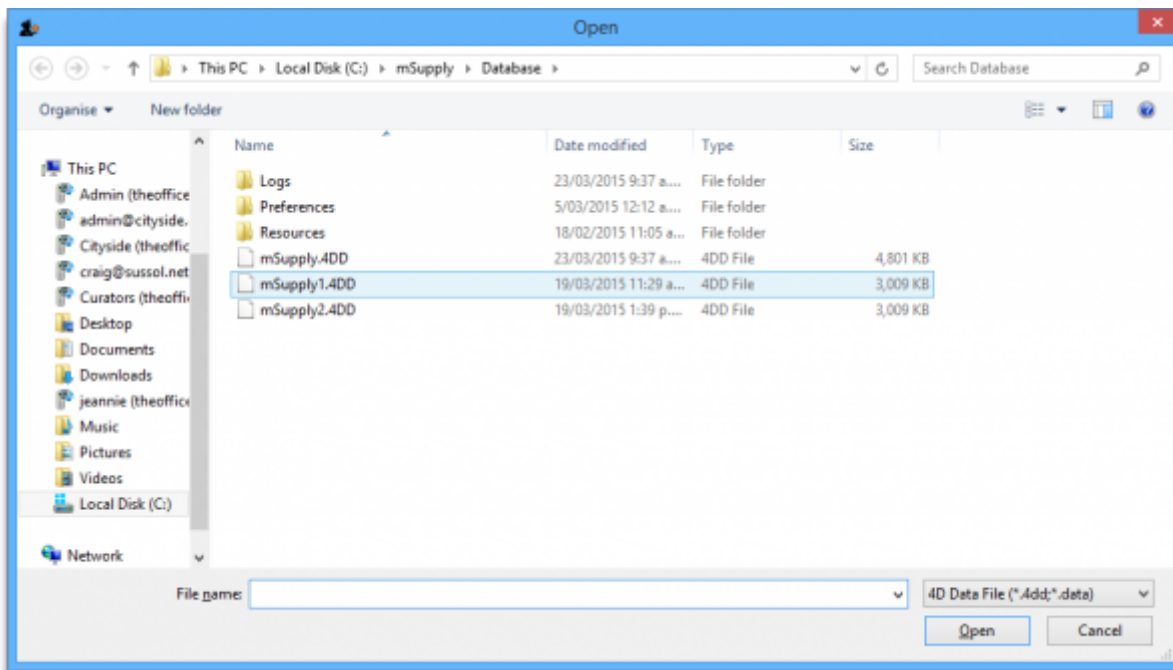 Open
This PC Local Disk (C:) mSupply Database Search Database
Organise New folder
Name Date modified Type Size
This PC
Admin (theoffice
admin@cityside.
Cityside (theoffic
craig@sussol.net
Curators (theoffi
Desktop
Documents
Downloads
jeannie (theoffice
Music
Pictures
Videos
Local Disk (C:)
Network
Logs 23/03/2015 9:37 a.... File folder
Preferences 5/03/2015 12:12 a.... File folder
Resources 18/02/2015 11:05 a... File folder
mSupply.4DD 23/03/2015 9:37 a.... 4DD File 4,801 KB
mSupply1.4DD 19/03/2015 11:29 a... 4DD File 3,009 KB
mSupply2.4DD 19/03/2015 1:39 p.... 4DD File 3,009 KB
File name: 4D Data File (*.4dd;*.data)
Open Cancel